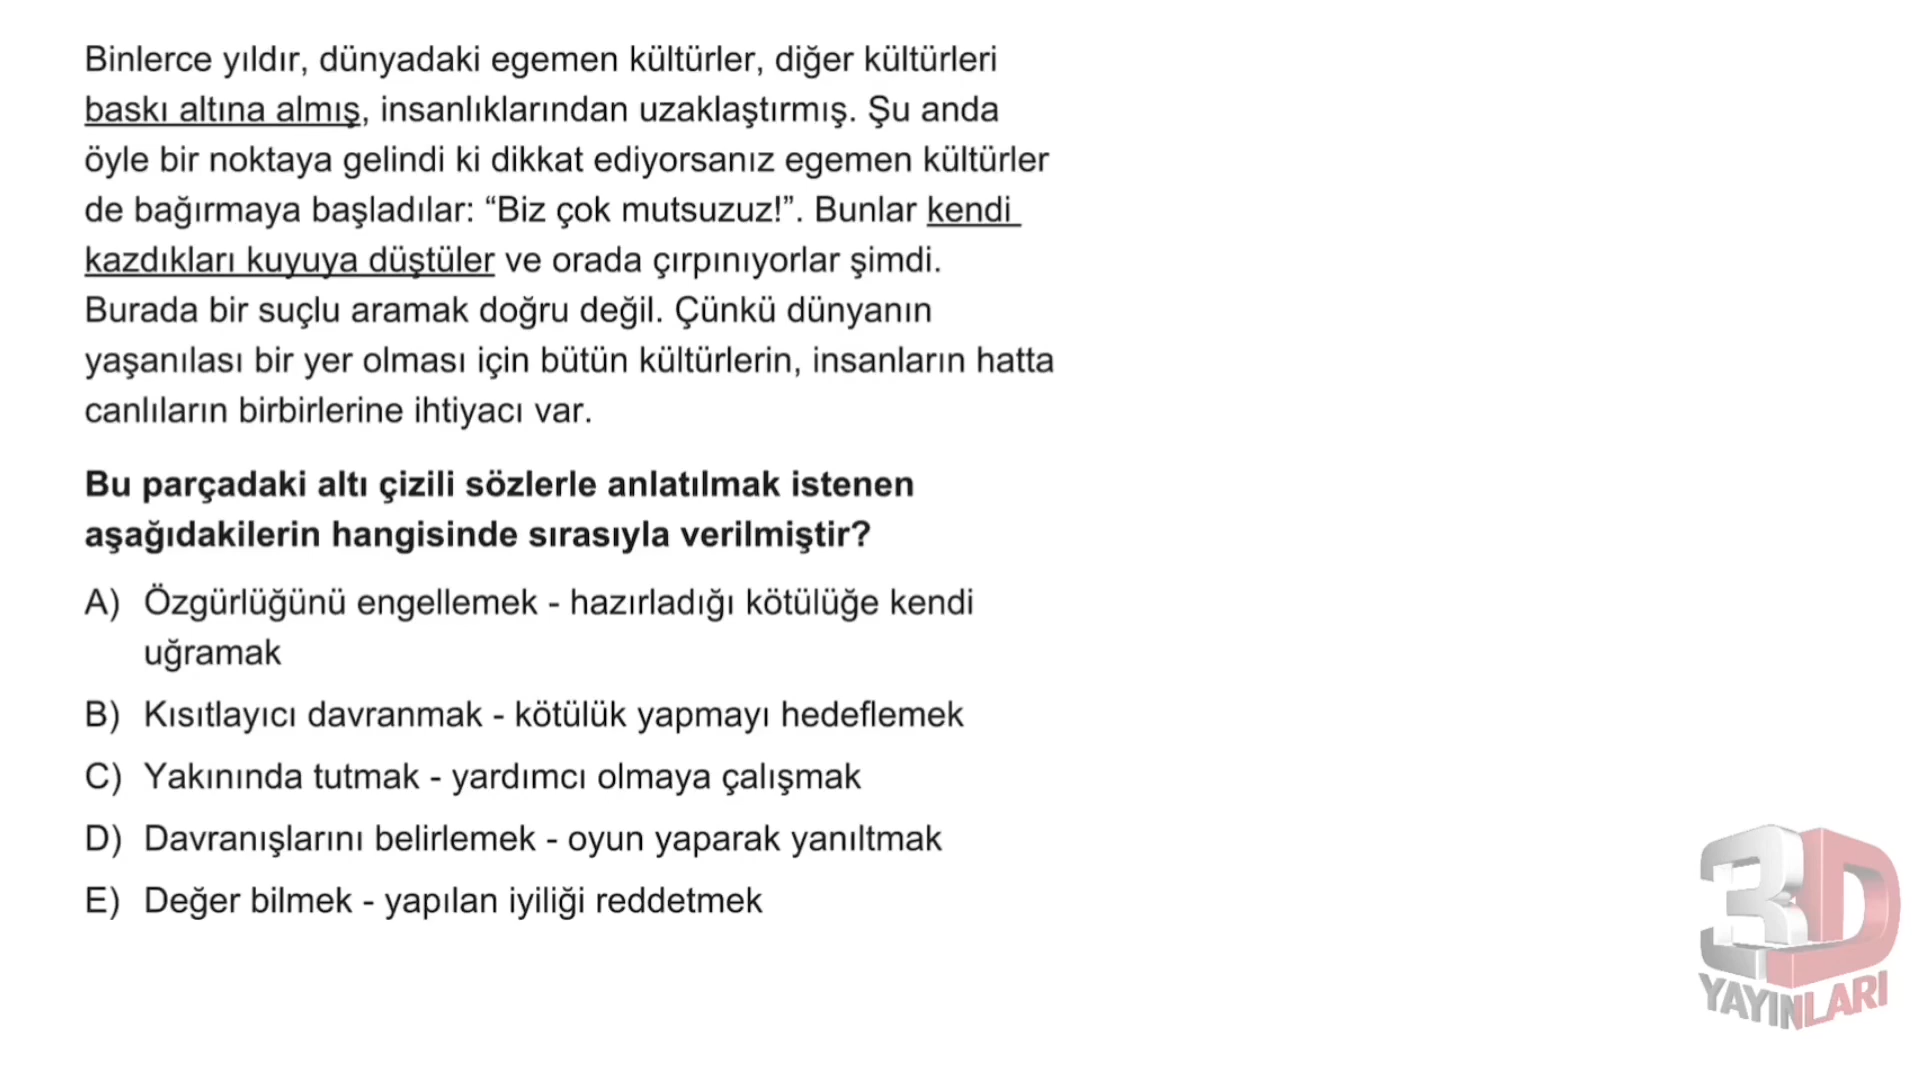 Binlerce yıldır, dünyadaki egemen kültürler, diğer kültürleri
baskı altına almış, insanlıklarından uzaklaştırmış. Şu anda
öyle bir noktaya gelindi ki dikkat ediyorsanız egemen kültürler
de bağırmaya başladılar: “Biz çok mutsuzuz!”. Bunlar kendi
kazdıkları kuyuya düştüler ve orada çırpınıyorlar şimdi.
Burada bir suçlu aramak doğru değil. Çünkü dünyanın
yaşanılası bir yer olması için bütün kültürlerin, insanların hatta
canlıların birbirlerine ihtiyacı var.
Bu parçadaki altı çizili sözlerle anlatılmak istenen
aşağıdakilerin hangisinde sırasıyla verilmiştir?
A) Özgürlüğünü engellemek - hazırladığı kötülüğe kendi
uğramak
B) Kısıtlayıcı davranmak - kötülük yapmayı hedeflemek
C) Yakınında tutmak - yardımcı olmaya çalışmak
D) Davranışlarını belirlemek - oyun yaparak yanıltmak
E) Değer bilmek - yapılan iyiliği reddetmek
3D
YAYINLARI